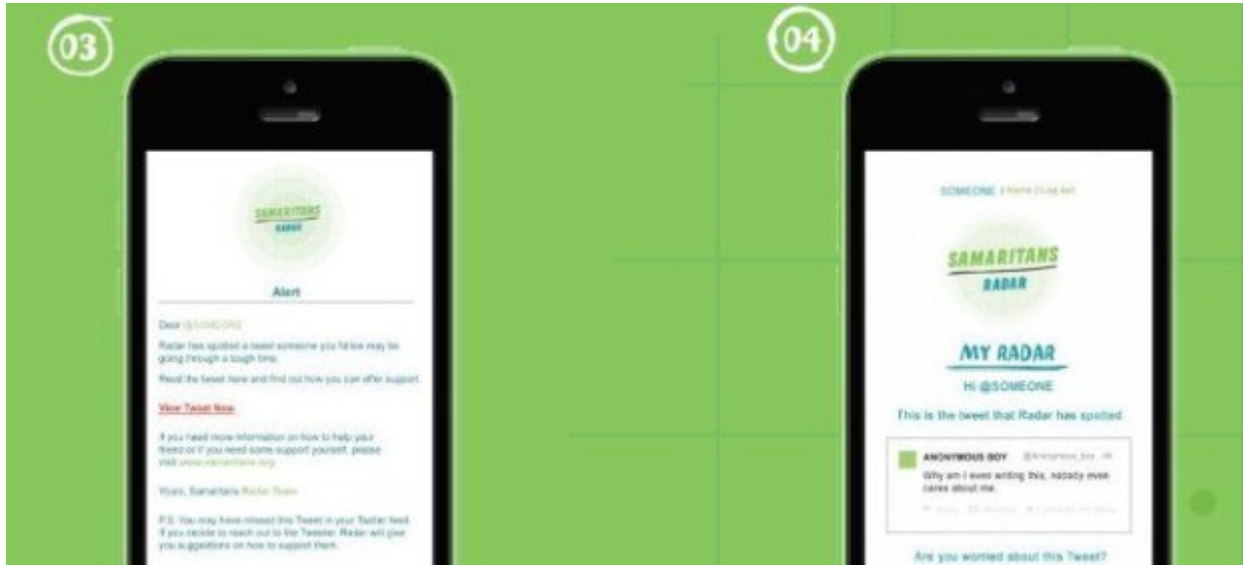 03
SAMARITANS
RADAR
Alert
Dear @SOMEONE
Radar has spotted a tweet someone you follow may be
going through a tough time.
Read the tweet here and find out how you can offer support.
View Tweet Now
If you need more information on how to help your
friend or if you need some support yourself, please
visit www.samaritans.org
Yours, Samaritans Radar Team
P.S. You may have missed this Tweet in your Twitter feed.
If you decide to reach out to the Tweeter, Radar will give
you suggestions on how to support them.
04
SOMEONE | Home | Log out
SAMARITANS
RADAR
MY RADAR
Hi @SOMEONE
This is the tweet that Radar has spotted
ANONYMOUS BOY @Anonymous_boy
Why am I even writing this, nobody even
cares about me.
Are you worried about this Tweet?